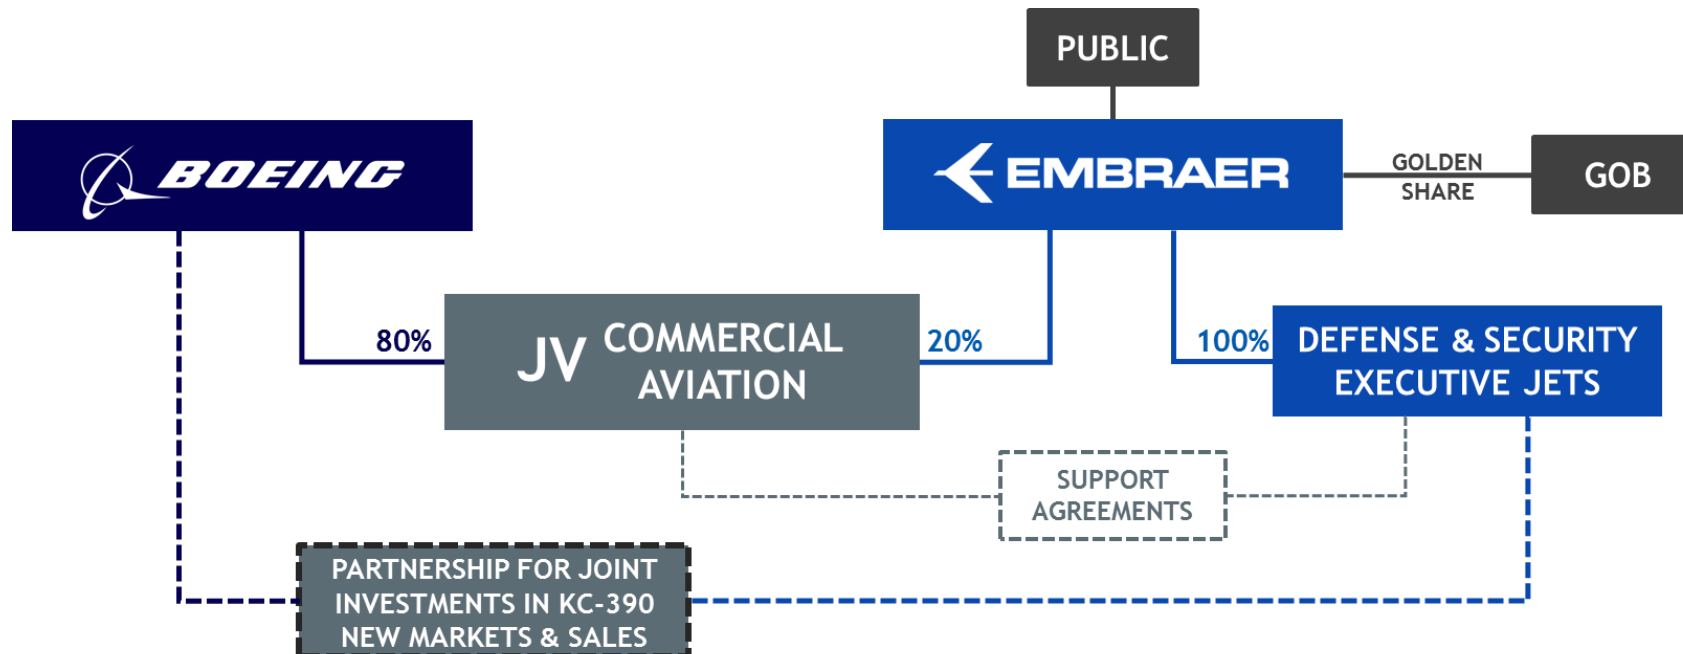 PUBLIC
BOEING
EMBRAER
GOLDEN
SHARE
GOB
80%
JV
COMMERCIAL
AVIATION
20%
100%
DEFENSE & SECURITY
EXECUTIVE JETS
SUPPORT
AGREEMENTS
PARTNERSHIP FOR JOINT
INVESTMENTS IN KC-390
NEW MARKETS & SALES